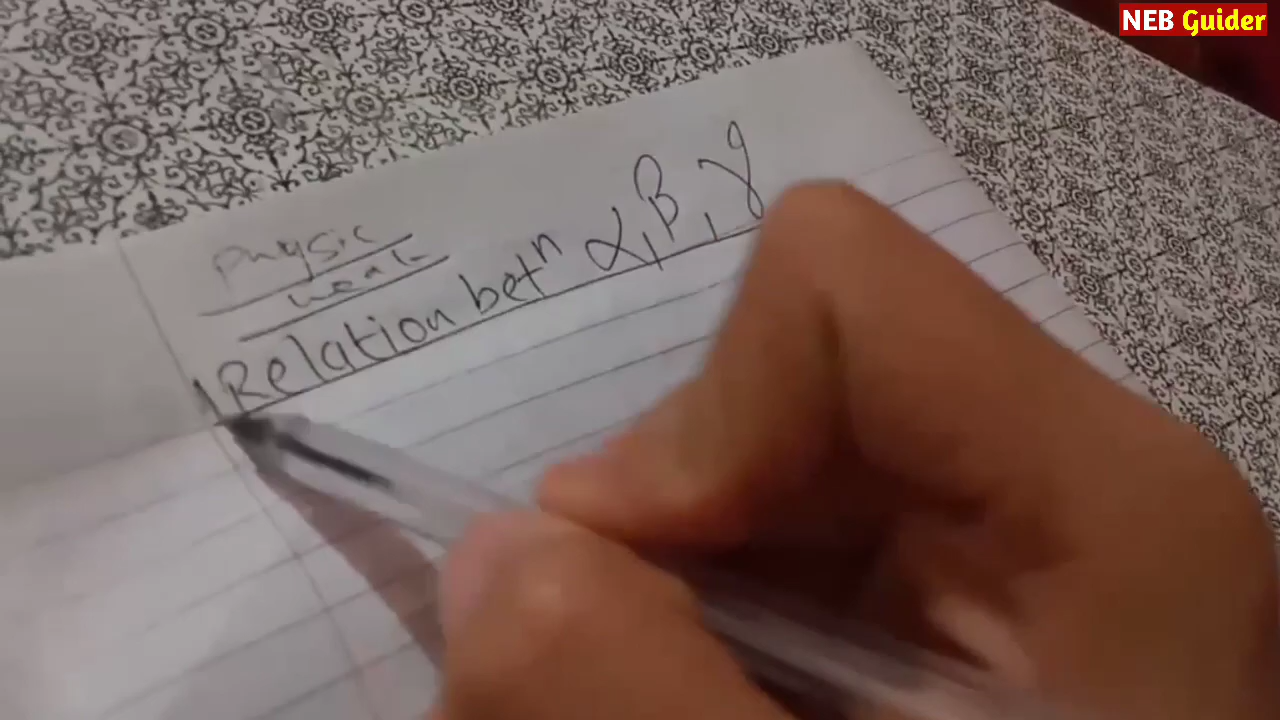 NEB Guider
Physic
Heat
Relation betⁿ α, β, γ